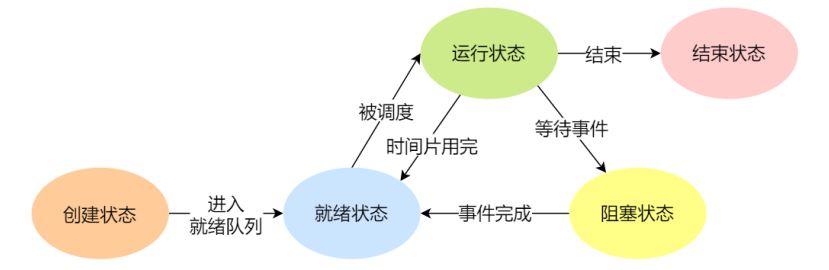 运行状态
结束
结束状态
被调度
等待事件
时间片用完
创建状态
进入
就绪队列
就绪状态
事件完成
阻塞状态